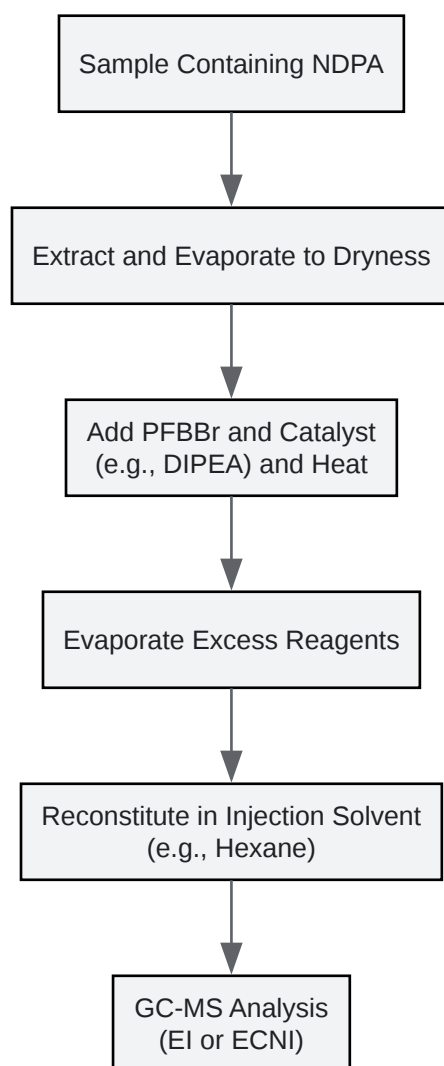 Sample Containing NDPA
Extract and Evaporate to Dryness
Add PFBBr and Catalyst
(e.g., DIPEA) and Heat
Evaporate Excess Reagents
Reconstitute in Injection Solvent
(e.g., Hexane)
GC-MS Analysis
(EI or ECNI)